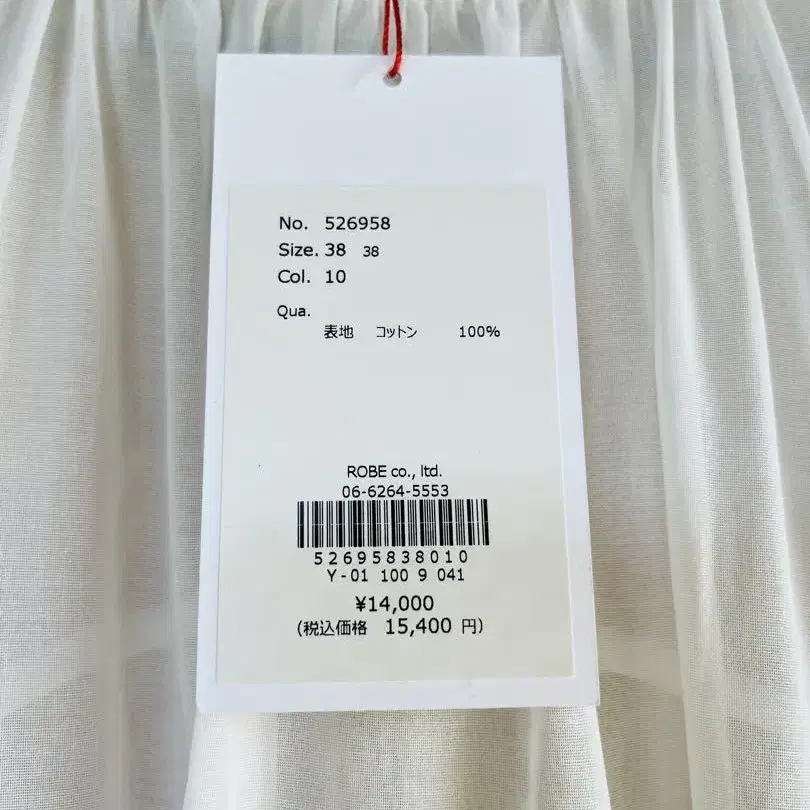 No. 526958
Size. 38 38
Col. 10
Qua.
表地 コットン 100%
ROBE co., ltd.
06-6264-5553
52695838010
Y-01 100 9 041
¥14,000
(税込価格 15,400 円)